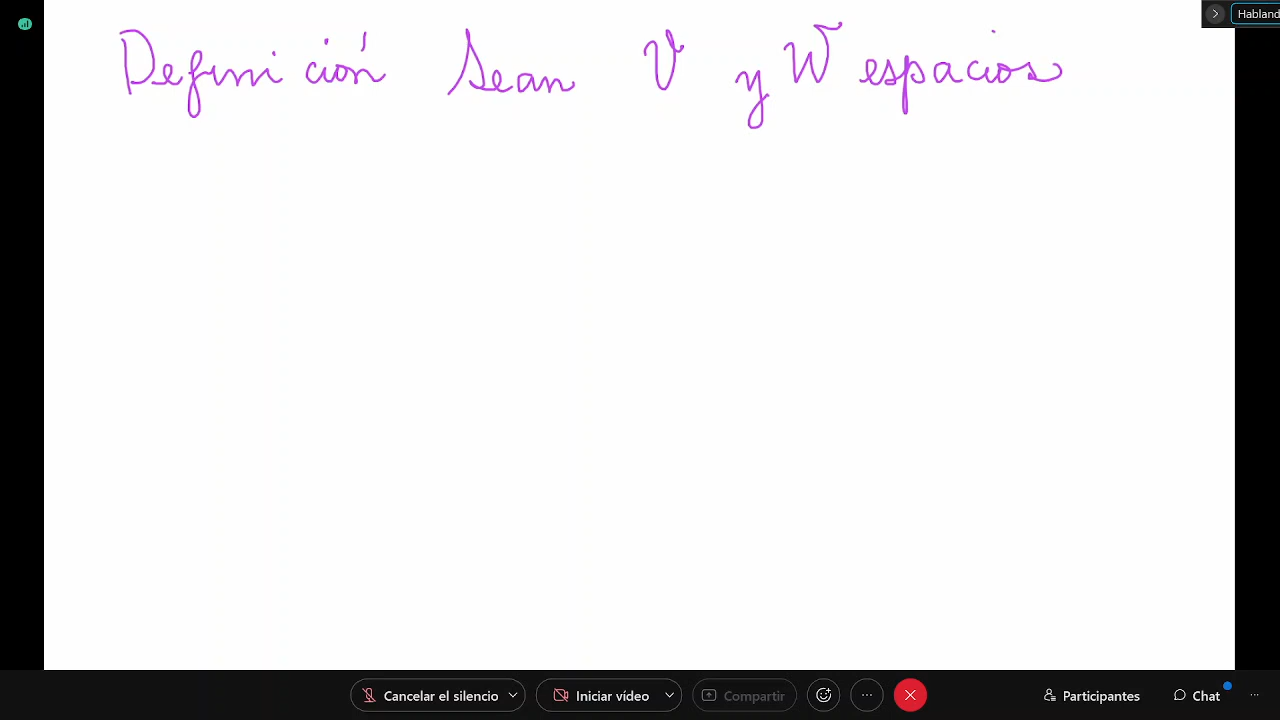 Habland
Definición Sean V y W espacios
Cancelar el silencio
Iniciar vídeo
Compartir
Participantes
Chat